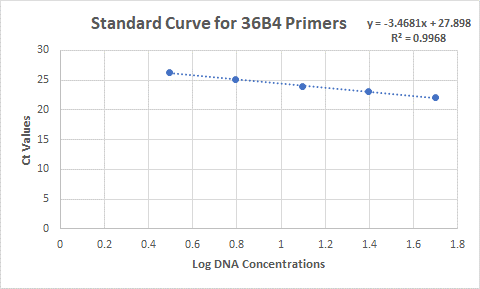 Standard Curve for 36B4 Primers
y = -3.4681x + 27.898
R² = 0.9968
30
25
20
15
10
5
0
Ct Values
0 0.2 0.4 0.6 0.8 1 1.2 1.4 1.6 1.8
Log DNA Concentrations